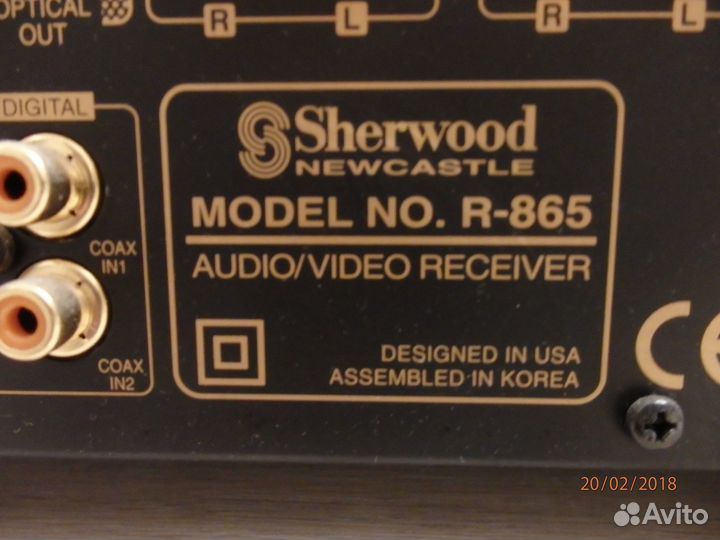 OPTICAL
OUT
R
L
R
L
DIGITAL
COAX
IN1
COAX
IN2
Sherwood
NEWCASTLE
MODEL NO. R-865
AUDIO/VIDEO RECEIVER
DESIGNED IN USA
ASSEMBLED IN KOREA
CE
20/02/2018
Avito